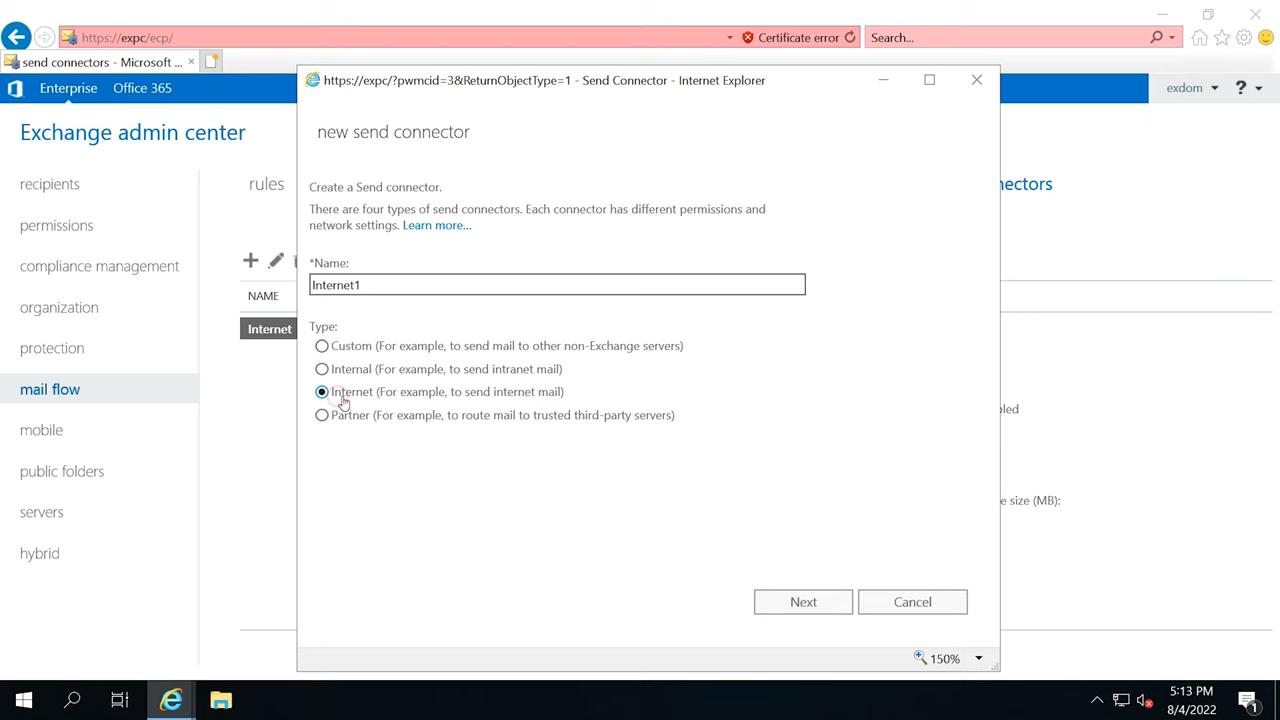 https://expc/ecp/
Certificate error
Search...
send connectors - Microsoft ...
https://expc/?pwmcid=3&ReturnObjectType=1 - Send Connector - Internet Explorer
Enterprise
Office 365
exdom
?
Exchange admin center
new send connector
recipients
rules
permissions
compliance management
organization
protection
mail flow
mobile
public folders
servers
hybrid
NAME
Internet
Create a Send connector.
There are four types of send connectors. Each connector has different permissions and
network settings. Learn more...
*Name:
Internet1
Type:
Custom (For example, to send mail to other non-Exchange servers)
Internal (For example, to send intranet mail)
Internet (For example, to send internet mail)
Partner (For example, to route mail to trusted third-party servers)
Next
Cancel
150%
nectors
bled
e size (MB):
5:13 PM
8/4/2022
1